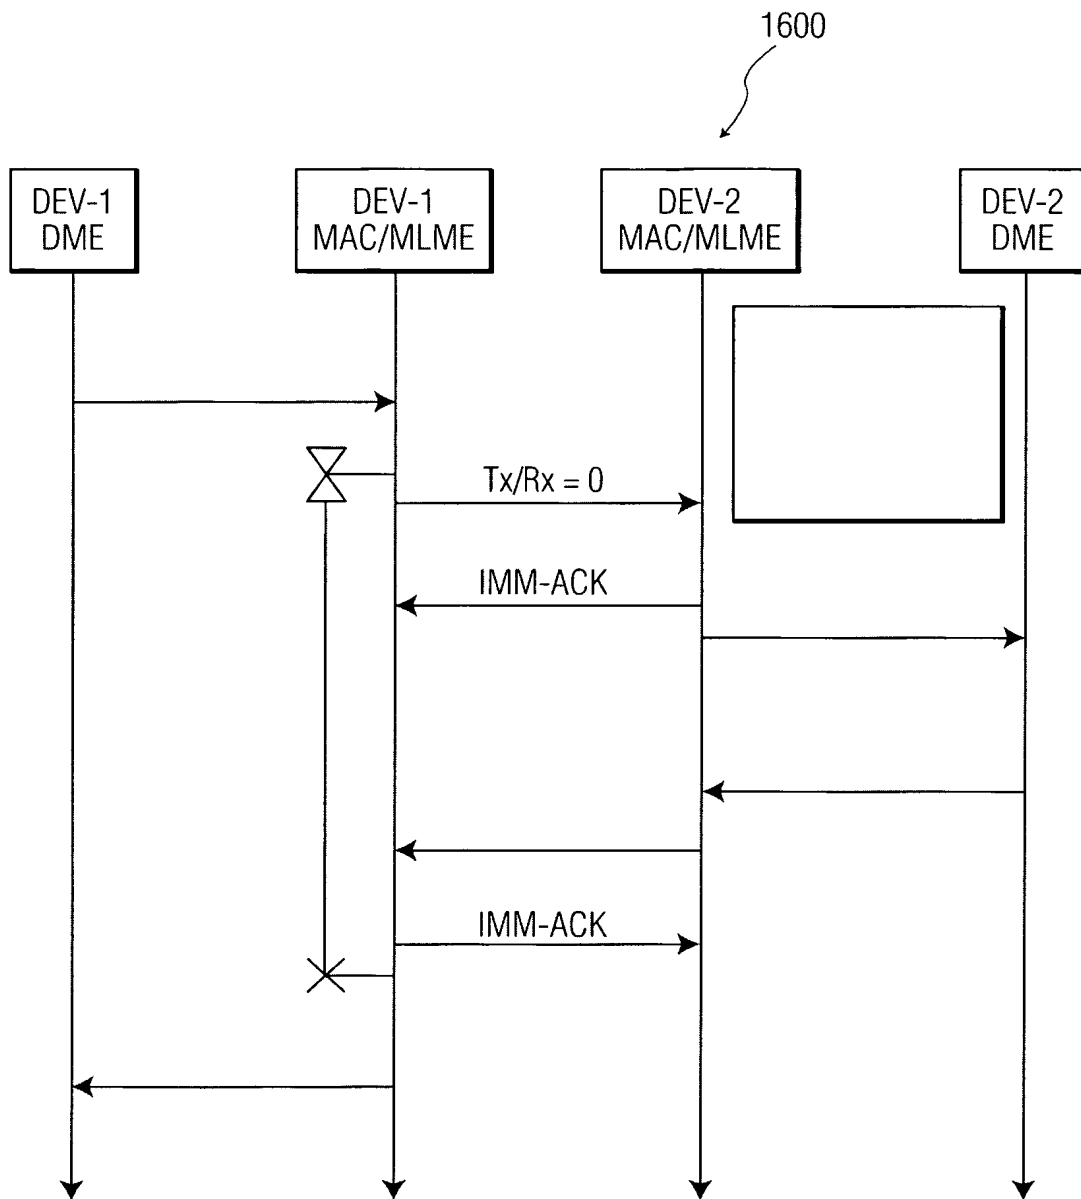 1600
DEV-1
DME
DEV-1
MAC/MLME
DEV-2
MAC/MLME
DEV-2
DME
Tx/Rx = 0
IMM-ACK
IMM-ACK